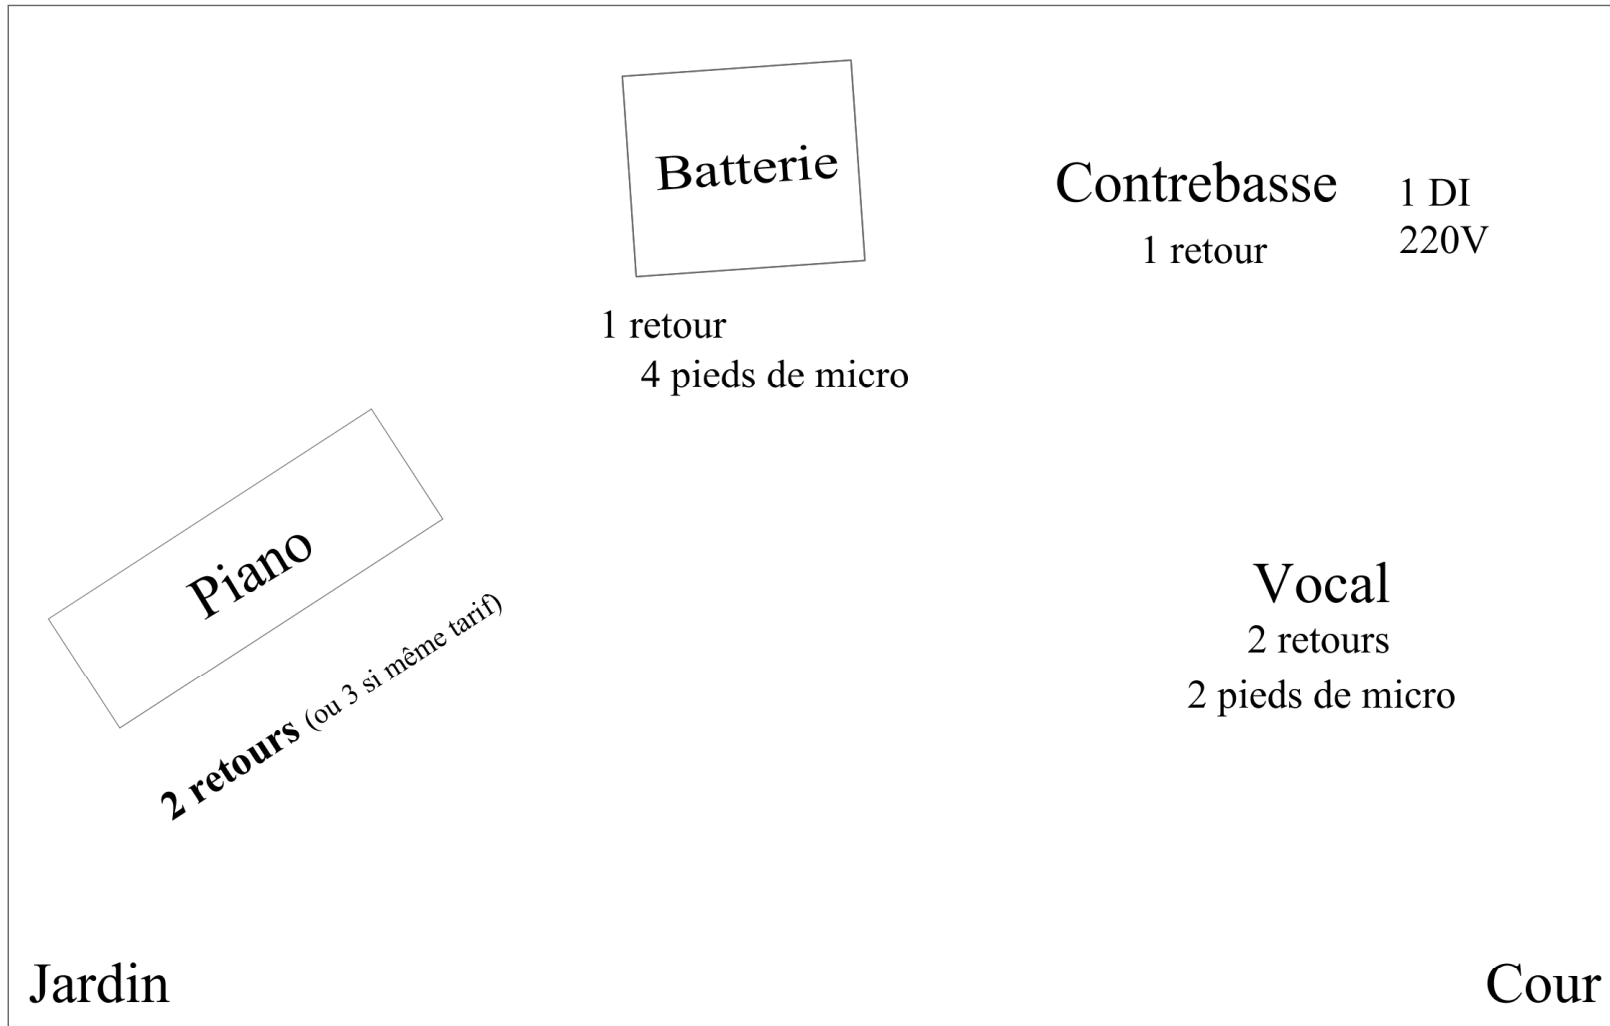 Batterie
1 retour
4 pieds de micro
Contrebasse
1 retour
1 DI
220V
Piano
2 retours (ou 3 si même tarif)
Vocal
2 retours
2 pieds de micro
Jardin
Cour